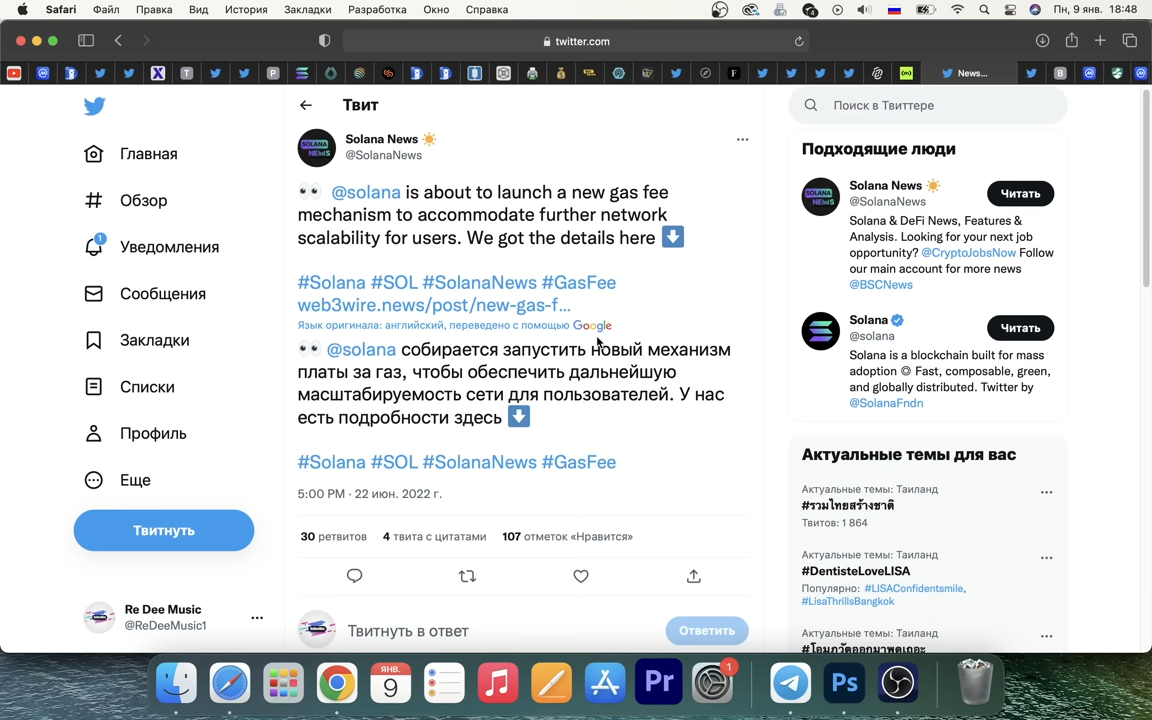 Safari Файл Правка Вид История Закладки Разработка Окно Справка
Пн, 9 янв. 18:48
twitter.com
News...
Твит
Поиск в Твиттере
Главная
Обзор
1
Уведомления
Сообщения
Закладки
Списки
Профиль
Еще
Твитнуть
Re Dee Music
@ReDeeMusic1
Solana News
@SolanaNews
@solana is about to launch a new gas fee
mechanism to accommodate further network
scalability for users. We got the details here
#Solana #SOL #SolanaNews #GasFee
web3wire.news/post/new-gas-f...
Язык оригинала: английский, переведено с помощью Google
@solana собирается запустить новый механизм
платы за газ, чтобы обеспечить дальнейшую
масштабируемость сети для пользователей. У нас
есть подробности здесь
#Solana #SOL #SolanaNews #GasFee
5:00 PM · 22 июн. 2022 г.
30 ретвитов 4 твита с цитатами 107 отметок «Нравится»
Твитнуть в ответ
Ответить
Подходящие люди
Solana News
@SolanaNews
Читать
Solana & DeFi News, Features &
Analysis. Looking for your next job
opportunity? @CryptoJobsNow Follow
our main account for more news
@BSCNews
Solana
@solana
Читать
Solana is a blockchain built for mass
adoption ◎ Fast, composable, green,
and globally distributed. Twitter by
@SolanaFndn
Актуальные темы для вас
Актуальные темы: Таиланд
#รวมไทยสร้างชาติ
Твитов: 1 864
Актуальные темы: Таиланд
#DentisteLoveLISA
Популярно: #LISAConfidentsmile,
#LisaThrillsBangkok
Актуальные темы: Таиланд
ЯНВ.
9
Pr
1
Ps